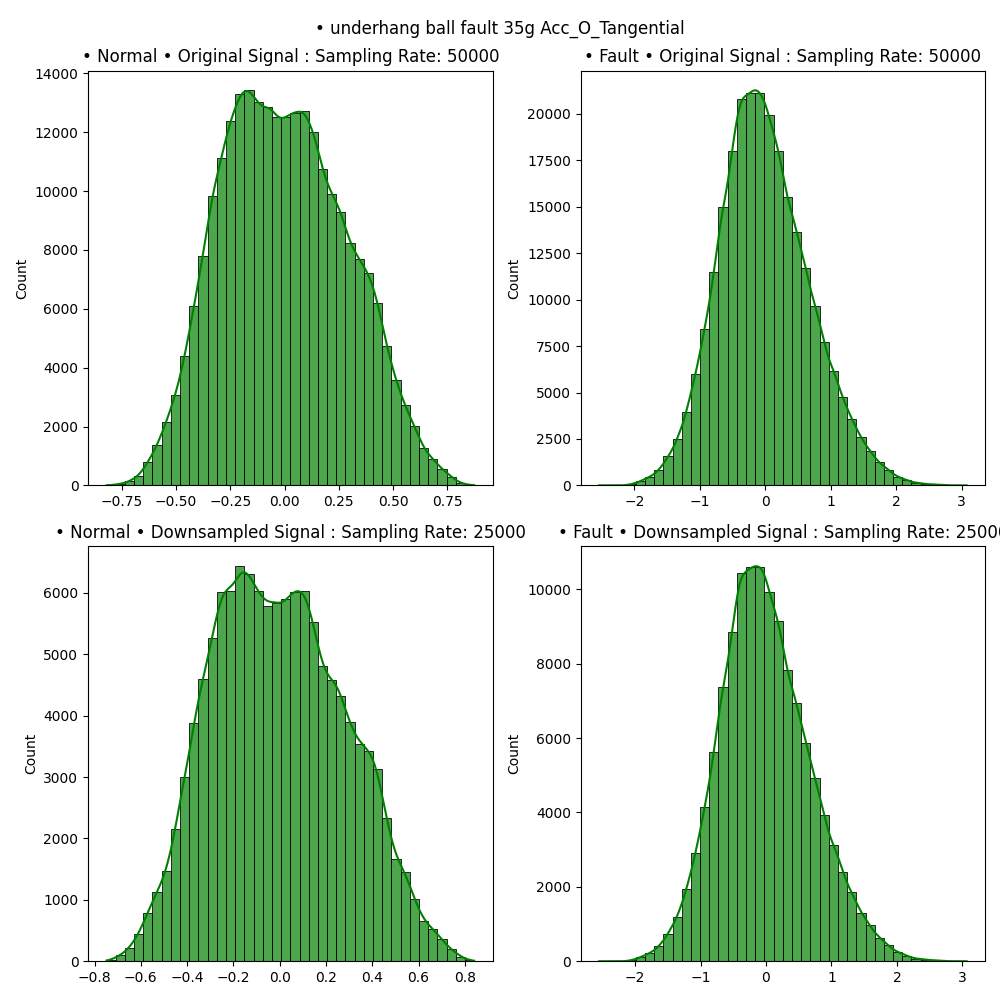 • underhang ball fault 35g Acc_O_Tangential
• Normal • Original Signal : Sampling Rate: 50000
• Fault • Original Signal : Sampling Rate: 50000
14000
12000
10000
8000
6000
4000
2000
0
Count
−0.75 −0.50 −0.25 0.00 0.25 0.50 0.75
20000
17500
15000
12500
10000
7500
5000
2500
0
Count
−2 −1 0 1 2 3
• Normal • Downsampled Signal : Sampling Rate: 25000
• Fault • Downsampled Signal : Sampling Rate: 2500
6000
5000
4000
3000
2000
1000
0
Count
−0.8 −0.6 −0.4 −0.2 0.0 0.2 0.4 0.6 0.8
10000
8000
6000
4000
2000
0
Count
−2 −1 0 1 2 3